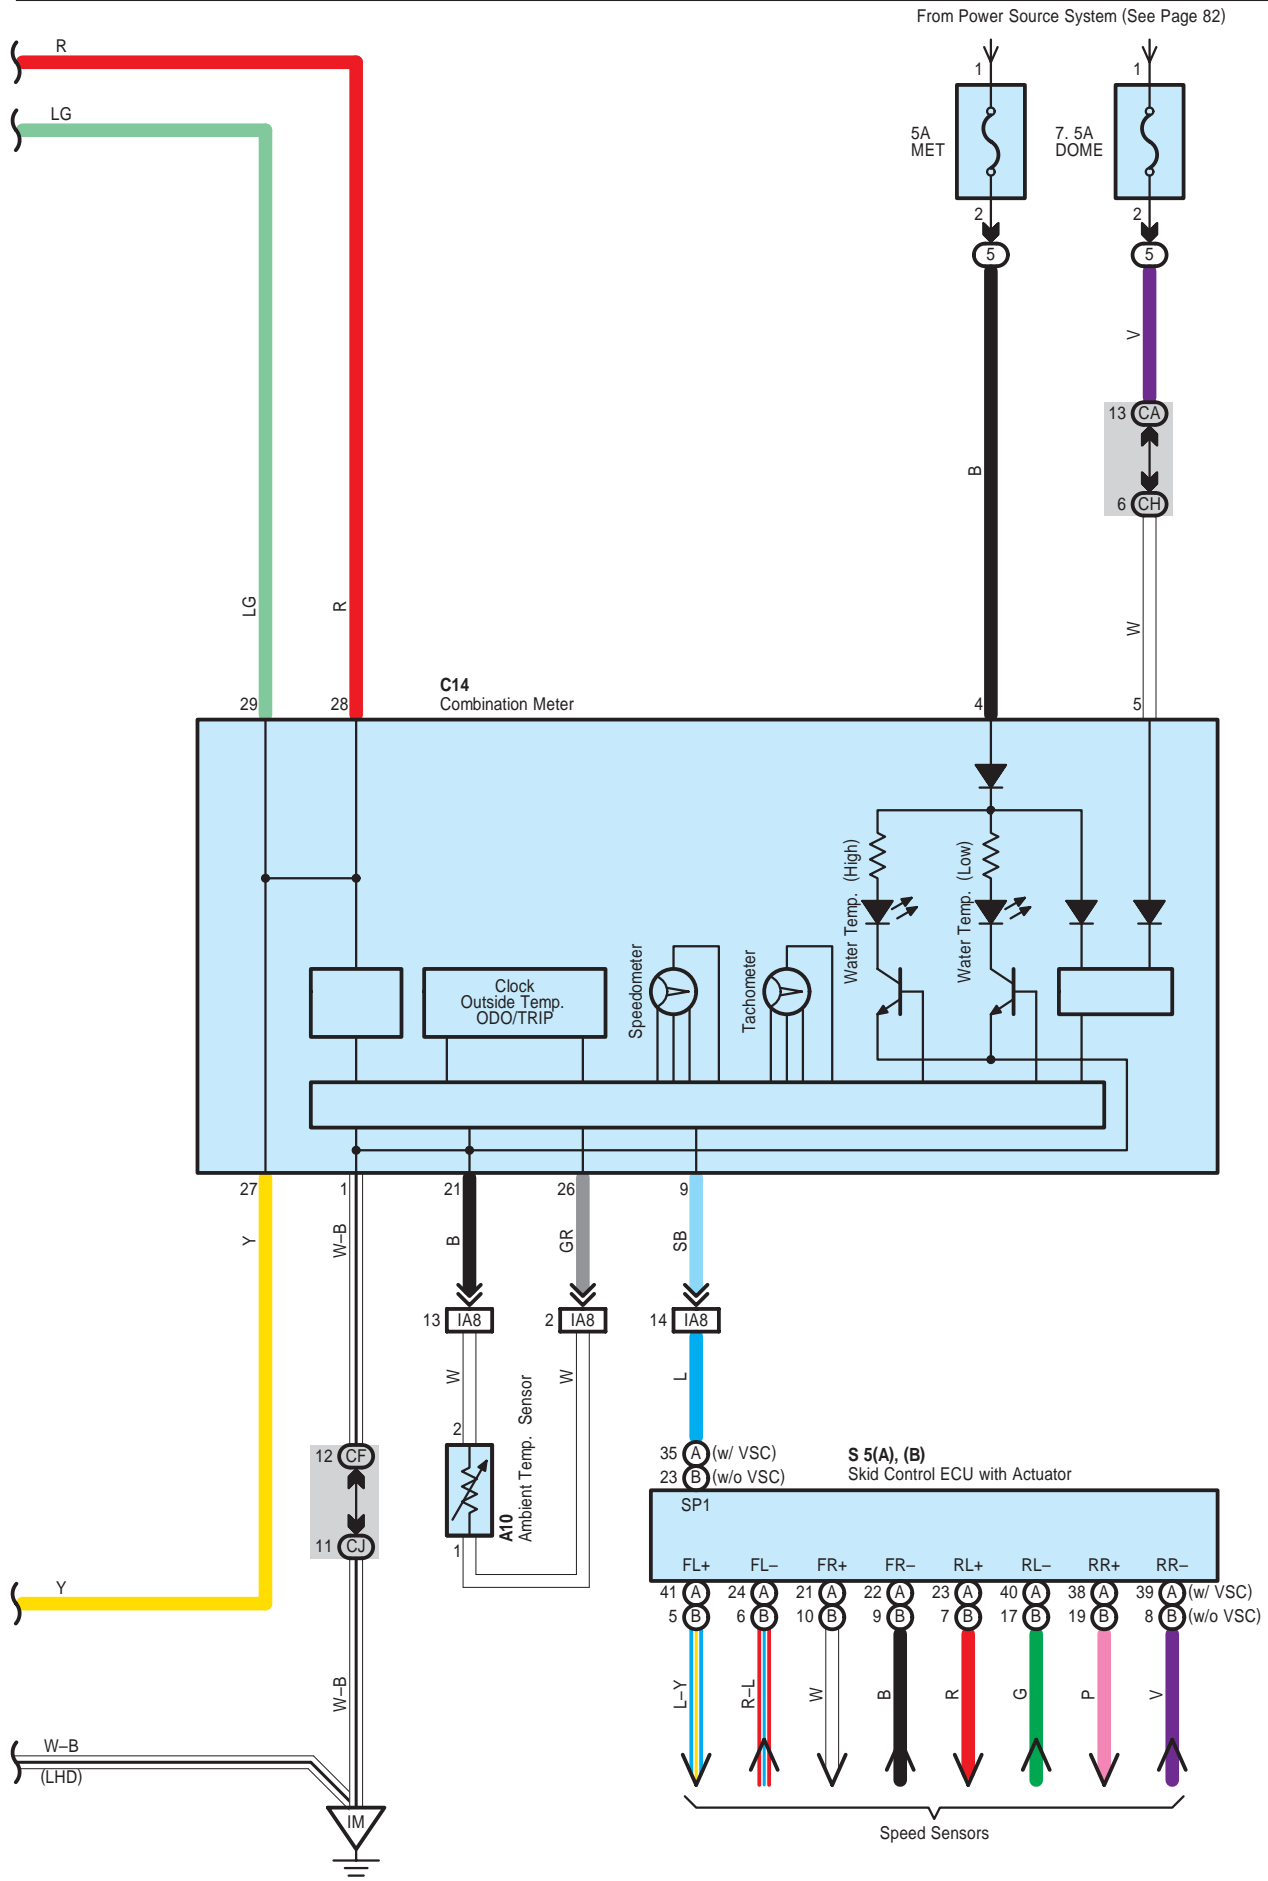 From Power Source System (See Page 82)
R
LG
1
1
5A
MET
7. 5A
DOME
2
2
5
5
V
13 CA
B
6 CH
LG
R
W
C14
Combination Meter
29
28
4
5
Water Temp. (High)
Water Temp. (Low)
Speedometer
Tachometer
Clock
Outside Temp.
ODO/TRIP
27
1
21
26
9
Y
W–B
B
GR
SB
13 IA8
2 IA8
14 IA8
W
W
L
2
A10
Ambient Temp. Sensor
1
12 CF
11 CJ
35 A (w/ VSC)
23 B (w/o VSC)
S 5(A), (B)
Skid Control ECU with Actuator
SP1
FL+ FL– FR+ FR– RL+ RL– RR+ RR–
41 A 24 A 21 A 22 A 23 A 40 A 38 A 39 A (w/ VSC)
5 B 6 B 10 B 9 B 7 B 17 B 19 B 8 B (w/o VSC)
Y
W–B
L–Y
R–L
W
B
R
G
P
V
W–B
(LHD)
IM
Speed Sensors